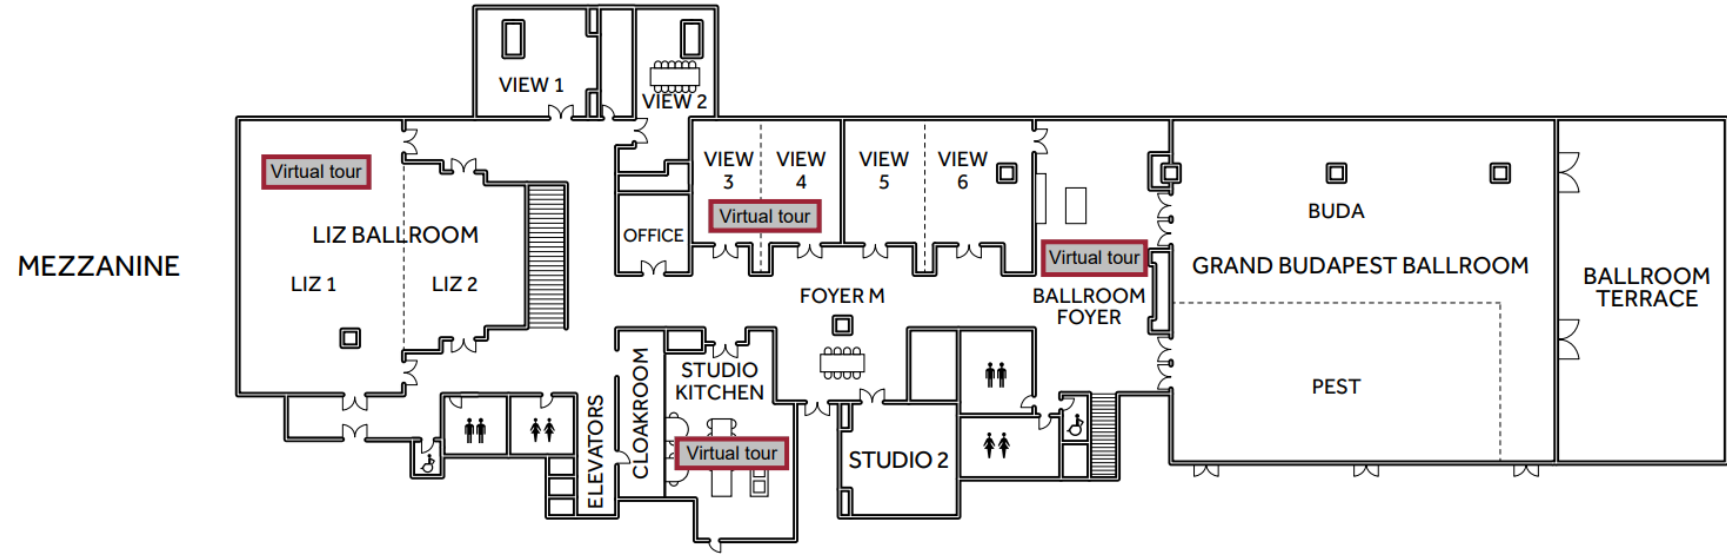 VIEW 1
VIEW 2
Virtual tour
VIEW
3
VIEW
4
VIEW
5
VIEW
6
Virtual tour
BUDA
LIZ BALLROOM
OFFICE
Virtual tour
MEZZANINE
GRAND BUDAPEST BALLROOM
BALLROOM
TERRACE
LIZ 1
LIZ 2
FOYER M
BALLROOM
FOYER
STUDIO
KITCHEN
PEST
ELEVATORS
CLOAKROOM
Virtual tour
STUDIO 2